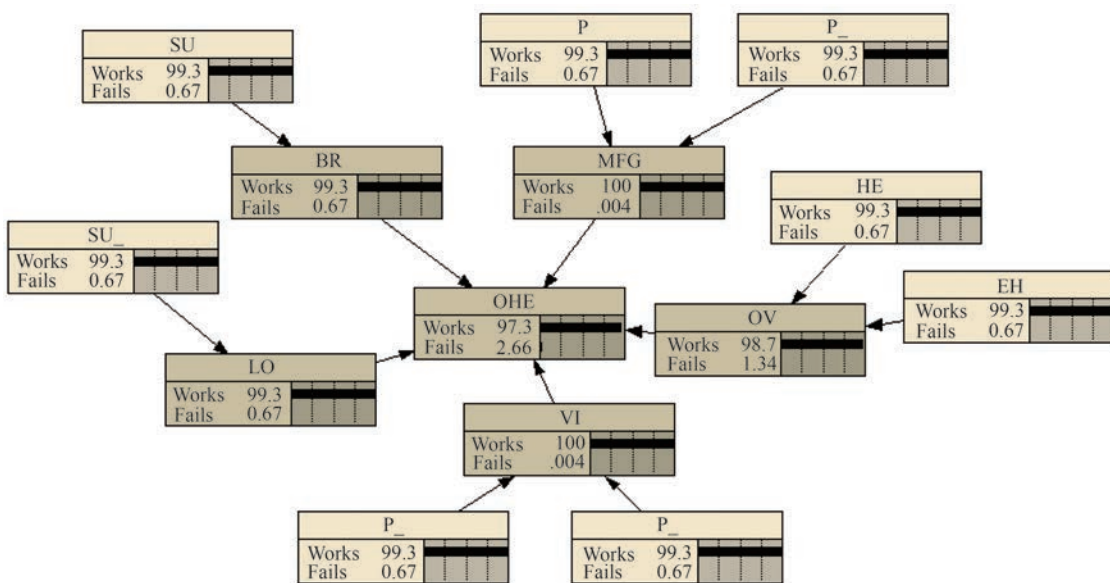 SU
Works 99.3
Fails 0.67
P
Works 99.3
Fails 0.67
P_
Works 99.3
Fails 0.67
BR
Works 99.3
Fails 0.67
MFG
Works 100
Fails .004
HE
Works 99.3
Fails 0.67
SU_
Works 99.3
Fails 0.67
OHE
Works 97.3
Fails 2.66
OV
Works 98.7
Fails 1.34
EH
Works 99.3
Fails 0.67
LO
Works 99.3
Fails 0.67
VI
Works 100
Fails .004
P_
Works 99.3
Fails 0.67
P_
Works 99.3
Fails 0.67